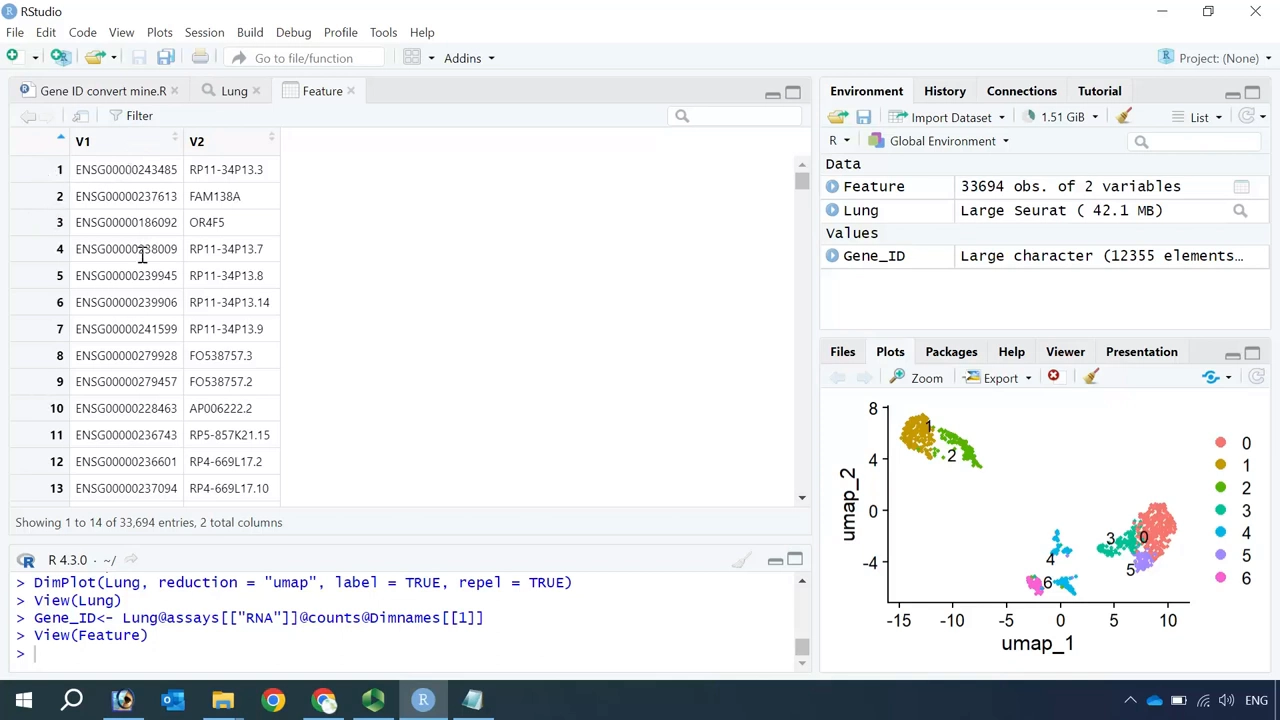 RStudio
File Edit Code View Plots Session Build Debug Profile Tools Help
Go to file/function Addins Project: (None)
Gene ID convert mine.R Lung Feature
Filter
V1 V2
1 ENSG00000243485 RP11-34P13.3
2 ENSG00000237613 FAM138A
3 ENSG00000186092 OR4F5
4 ENSG00000238009 RP11-34P13.7
5 ENSG00000239945 RP11-34P13.8
6 ENSG00000239906 RP11-34P13.14
7 ENSG00000241599 RP11-34P13.9
8 ENSG00000279928 FO538757.3
9 ENSG00000279457 FO538757.2
10 ENSG00000228463 AP006222.2
11 ENSG00000236743 RP5-857K21.15
12 ENSG00000236601 RP4-669L17.2
13 ENSG00000237094 RP4-669L17.10
Showing 1 to 14 of 33,694 entries, 2 total columns
R 4.3.0 · ~/
> DimPlot(Lung, reduction = "umap", label = TRUE, repel = TRUE)
> View(Lung)
> Gene_ID<- Lung@assays[["RNA"]]@counts@Dimnames[[1]]
> View(Feature)
>
Environment History Connections Tutorial
Import Dataset 1.51 GiB List
R Global Environment
Data
Feature 33694 obs. of 2 variables
Lung Large Seurat ( 42.1 MB)
Values
Gene_ID Large character (12355 elements…
Files Plots Packages Help Viewer Presentation
Zoom Export
8
4
0
-4
umap_2
1
2
3
0
4
5
6
-15 -10 -5 0 5 10
umap_1
0
1
2
3
4
5
6
ENG